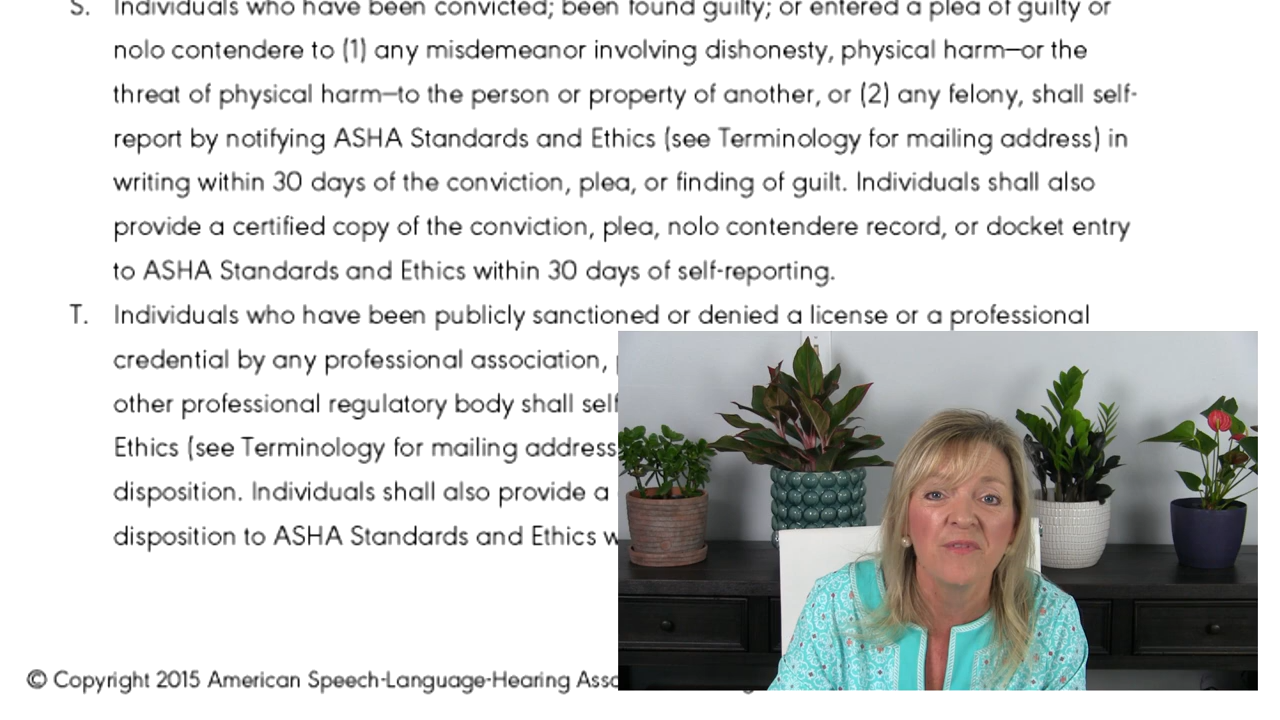 S. Individuals who have been convicted; been found guilty; or entered a plea of guilty or
nolo contendere to (1) any misdemeanor involving dishonesty, physical harm—or the
threat of physical harm—to the person or property of another, or (2) any felony, shall self-
report by notifying ASHA Standards and Ethics (see Terminology for mailing address) in
writing within 30 days of the conviction, plea, or finding of guilt. Individuals shall also
provide a certified copy of the conviction, plea, nolo contendere record, or docket entry
to ASHA Standards and Ethics within 30 days of self-reporting.
T. Individuals who have been publicly sanctioned or denied a license or a professional
credential by any professional association,
other professional regulatory body shall self
Ethics (see Terminology for mailing address
disposition. Individuals shall also provide a
disposition to ASHA Standards and Ethics
© Copyright 2015 American Speech-Language-Hearing